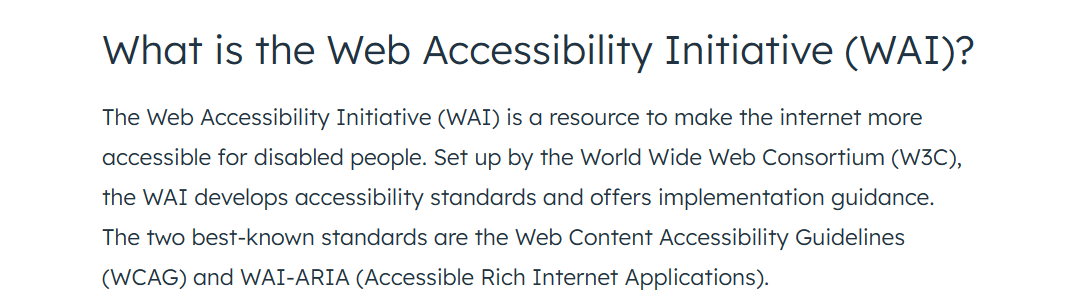 What is the Web Accessibility Initiative (WAI)?
The Web Accessibility Initiative (WAI) is a resource to make the internet more
accessible for disabled people. Set up by the World Wide Web Consortium (W3C),
the WAI develops accessibility standards and offers implementation guidance.
The two best-known standards are the Web Content Accessibility Guidelines
(WCAG) and WAI-ARIA (Accessible Rich Internet Applications).